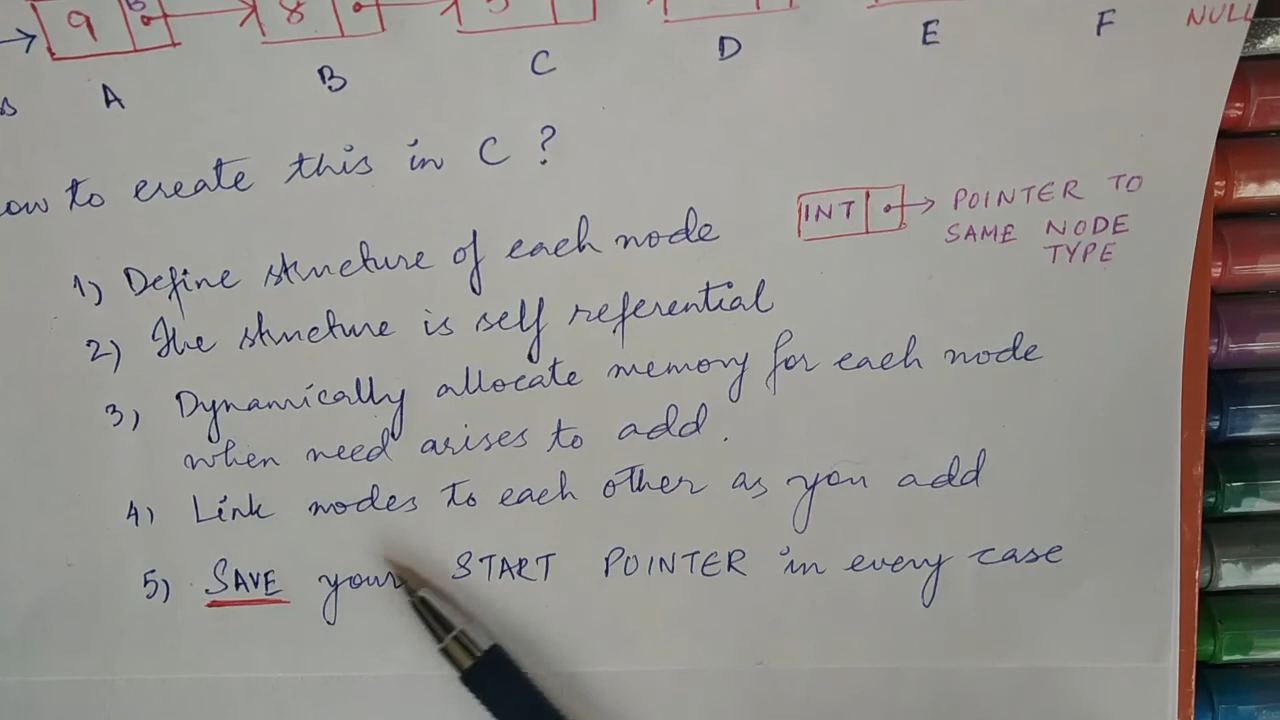 9 B 8
A B C D E F NULL
ow to create this in C ?
INT POINTER TO
SAME NODE
TYPE
1) Define structure of each node
2) The structure is self referential
3) Dynamically allocate memory for each node
when need arises to add.
4) Link nodes to each other as you add
5) SAVE your START POINTER in every case